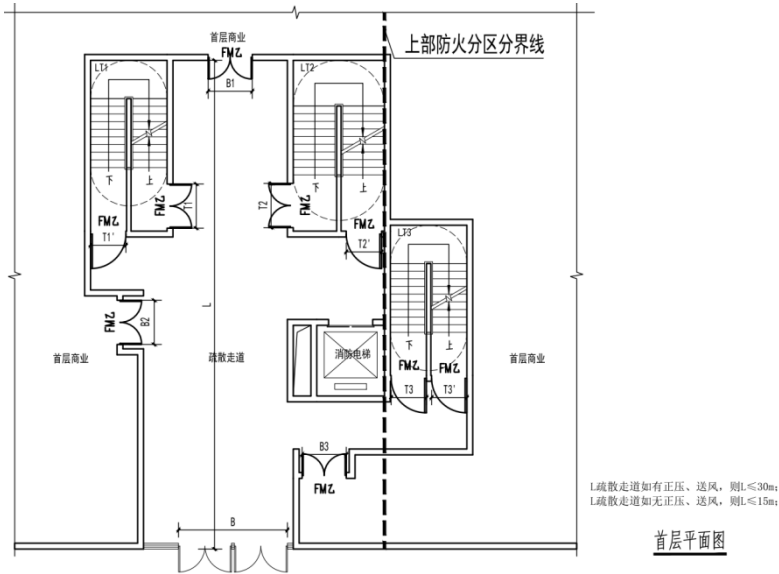 首层商业
FM乙
上部防火分区分界线
LT1
LT2
B1
下
上
下
上
FM乙
T1
T2
FM乙
FM乙
T1'
FM乙
T2'
LT3
L
B2
FM乙
首层商业
疏散走道
消防电梯
下
上
首层商业
FM乙
FM乙
T3
T3'
B3
FM乙
B
L疏散走道如有正压、送风，则L≤30m；
L疏散走道如无正压、送风，则L≤15m；
首层平面图